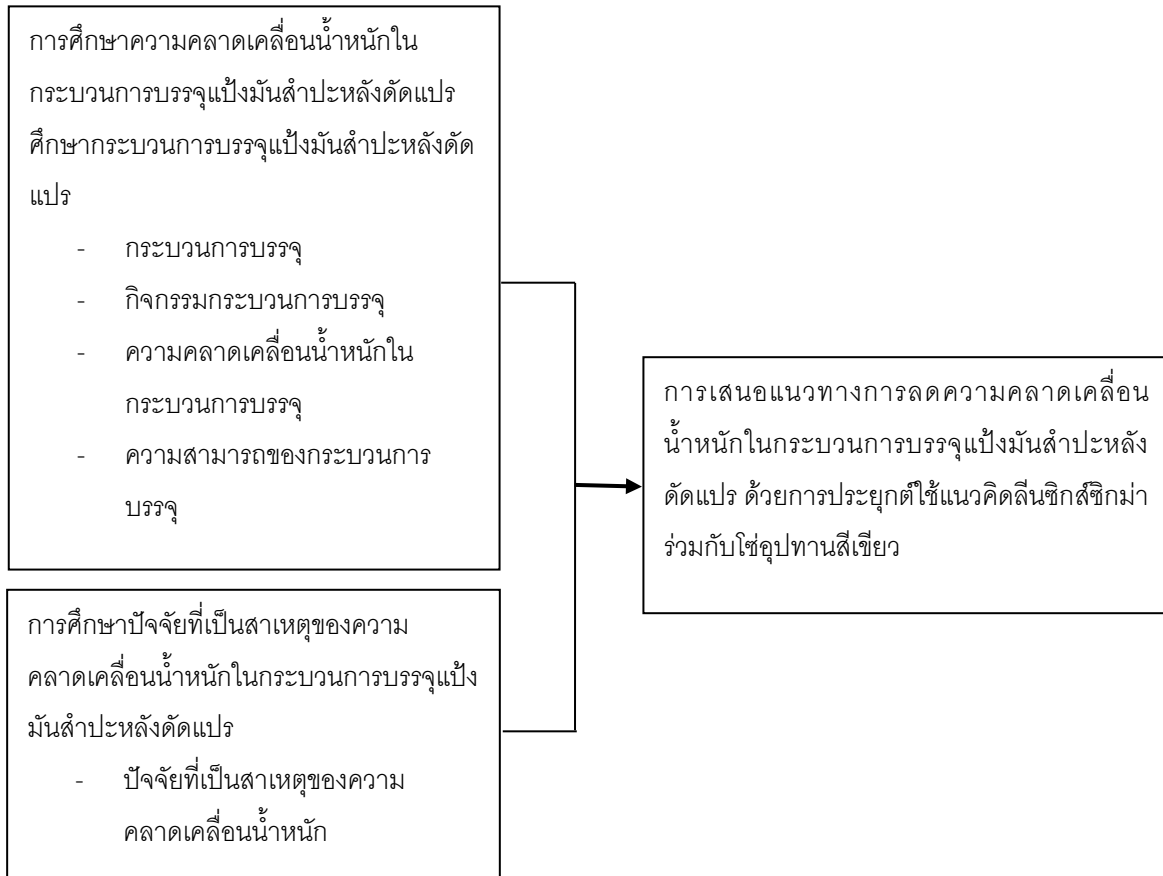 การศึกษาความคลาดเคลื่อนน้ำหนักใน
กระบวนการบรรจุแป้งมันสำปะหลังดัดแปร
ศึกษากระบวนการบรรจุแป้งมันสำปะหลังดัด
แปร
- กระบวนการบรรจุ
- กิจกรรมกระบวนการบรรจุ
- ความคลาดเคลื่อนน้ำหนักใน
กระบวนการบรรจุ
- ความสามารถของกระบวนการ
บรรจุ
การศึกษาปัจจัยที่เป็นสาเหตุของความ
คลาดเคลื่อนน้ำหนักในกระบวนการบรรจุแป้ง
มันสำปะหลังดัดแปร
- ปัจจัยที่เป็นสาเหตุของความ
คลาดเคลื่อนน้ำหนัก
การเสนอแนวทางการลดความคลาดเคลื่อน
น้ำหนักในกระบวนการบรรจุแป้งมันสำปะหลัง
ดัดแปร ด้วยการประยุกต์ใช้แนวคิดลีนซิกส์ซิกม่า
ร่วมกับโซ่อุปทานสีเขียว